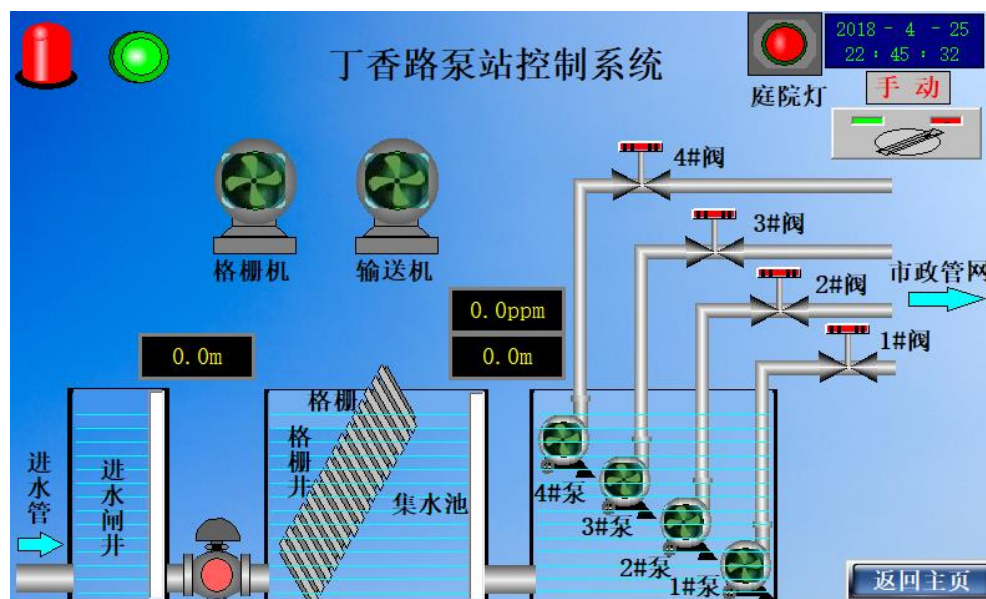 丁香路泵站控制系统
2018 - 4 - 25
22 : 45 : 32
庭院灯
手 动
4#阀
3#阀
格栅机
输送机
市政管网
2#阀
0.0ppm
1#阀
0.0m
0.0m
格栅
格栅井
进水管
进水闸井
集水池
4#泵
3#泵
2#泵
1#泵
返回主页